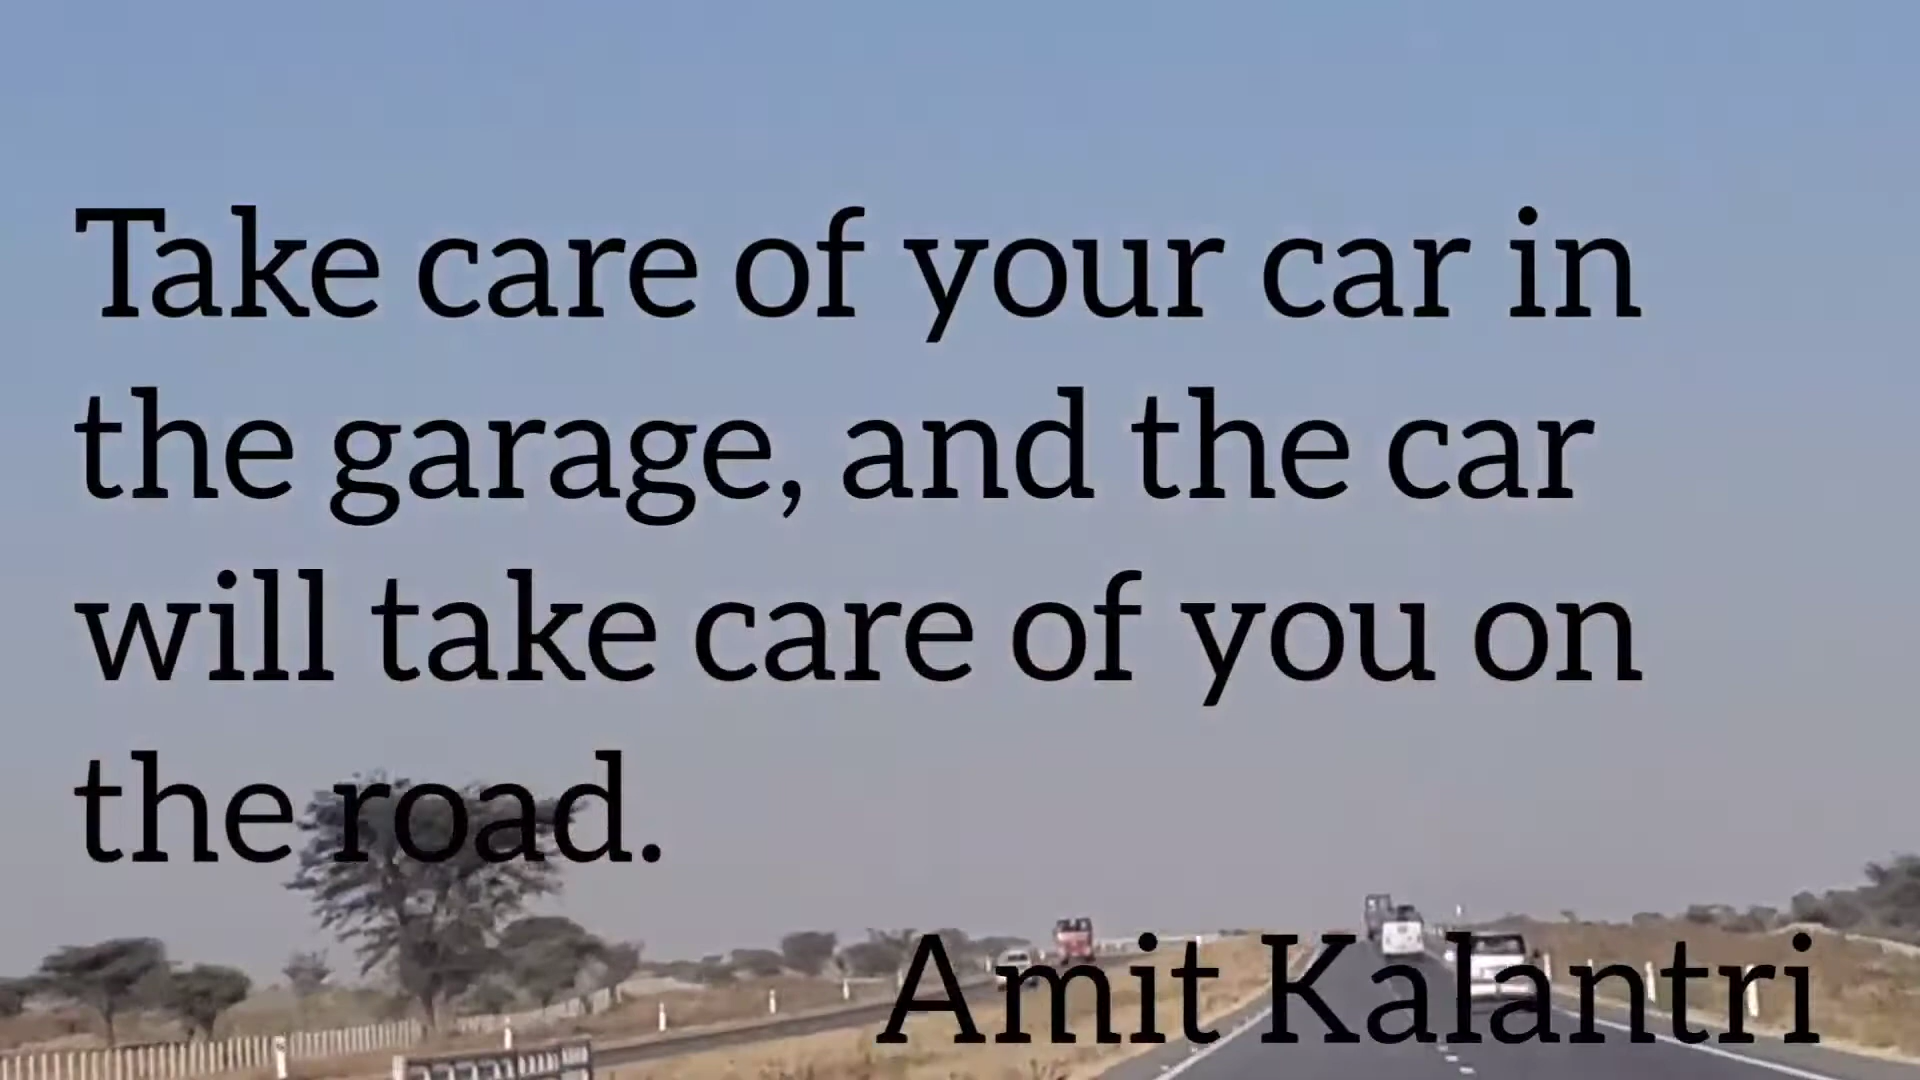 Take care of your car in
the garage, and the car
will take care of you on
the road.
Amit Kalantri